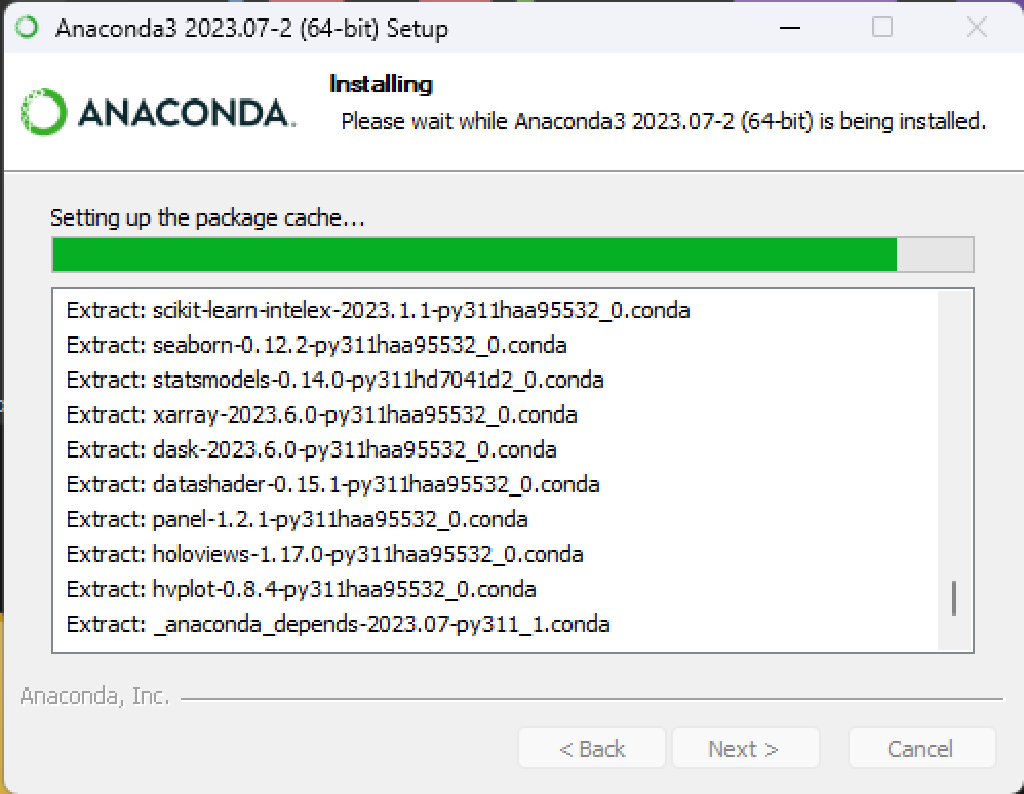 Anaconda3 2023.07-2 (64-bit) Setup
ANACONDA.
Installing
Please wait while Anaconda3 2023.07-2 (64-bit) is being installed.
Setting up the package cache...
Extract: scikit-learn-intelex-2023.1.1-py311haa95532_0.conda
Extract: seaborn-0.12.2-py311haa95532_0.conda
Extract: statsmodels-0.14.0-py311hd7041d2_0.conda
Extract: xarray-2023.6.0-py311haa95532_0.conda
Extract: dask-2023.6.0-py311haa95532_0.conda
Extract: datashader-0.15.1-py311haa95532_0.conda
Extract: panel-1.2.1-py311haa95532_0.conda
Extract: holoviews-1.17.0-py311haa95532_0.conda
Extract: hvplot-0.8.4-py311haa95532_0.conda
Extract: _anaconda_depends-2023.07-py311_1.conda
Anaconda, Inc.
< Back
Next >
Cancel